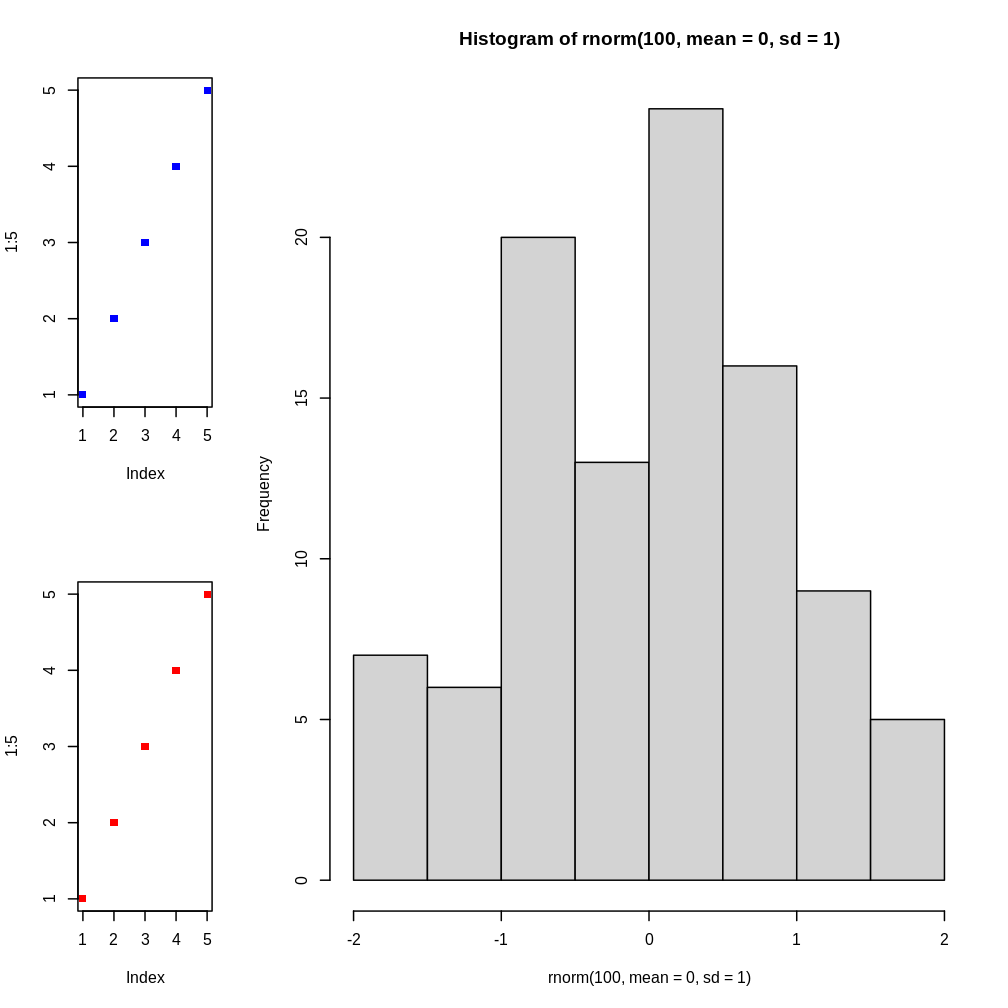 5
4
3
2
1
1:5
1 2 3 4 5
Index
5
4
3
2
1
1:5
1 2 3 4 5
Index
Histogram of rnorm(100, mean = 0, sd = 1)
20
15
10
5
0
Frequency
-2 -1 0 1 2
rnorm(100, mean = 0, sd = 1)